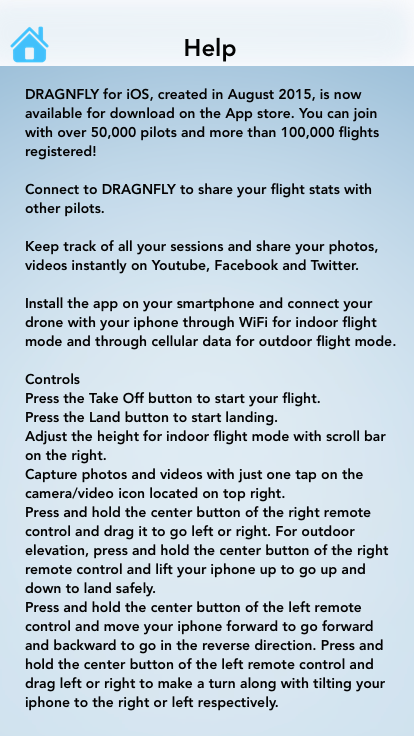 Help
DRAGNFLY for iOS, created in August 2015, is now
available for download on the App store. You can join
with over 50,000 pilots and more than 100,000 flights
registered!
Connect to DRAGNFLY to share your flight stats with
other pilots.
Keep track of all your sessions and share your photos,
videos instantly on Youtube, Facebook and Twitter.
Install the app on your smartphone and connect your
drone with your iphone through WiFi for indoor flight
mode and through cellular data for outdoor flight mode.
Controls
Press the Take Off button to start your flight.
Press the Land button to start landing.
Adjust the height for indoor flight mode with scroll bar
on the right.
Capture photos and videos with just one tap on the
camera/video icon located on top right.
Press and hold the center button of the right remote
control and drag it to go left or right. For outdoor
elevation, press and hold the center button of the right
remote control and lift your iphone up to go up and
down to land safely.
Press and hold the center button of the left remote
control and move your iphone forward to go forward
and backward to go in the reverse direction. Press and
hold the center button of the left remote control and
drag left or right to make a turn along with tilting your
iphone to the right or left respectively.